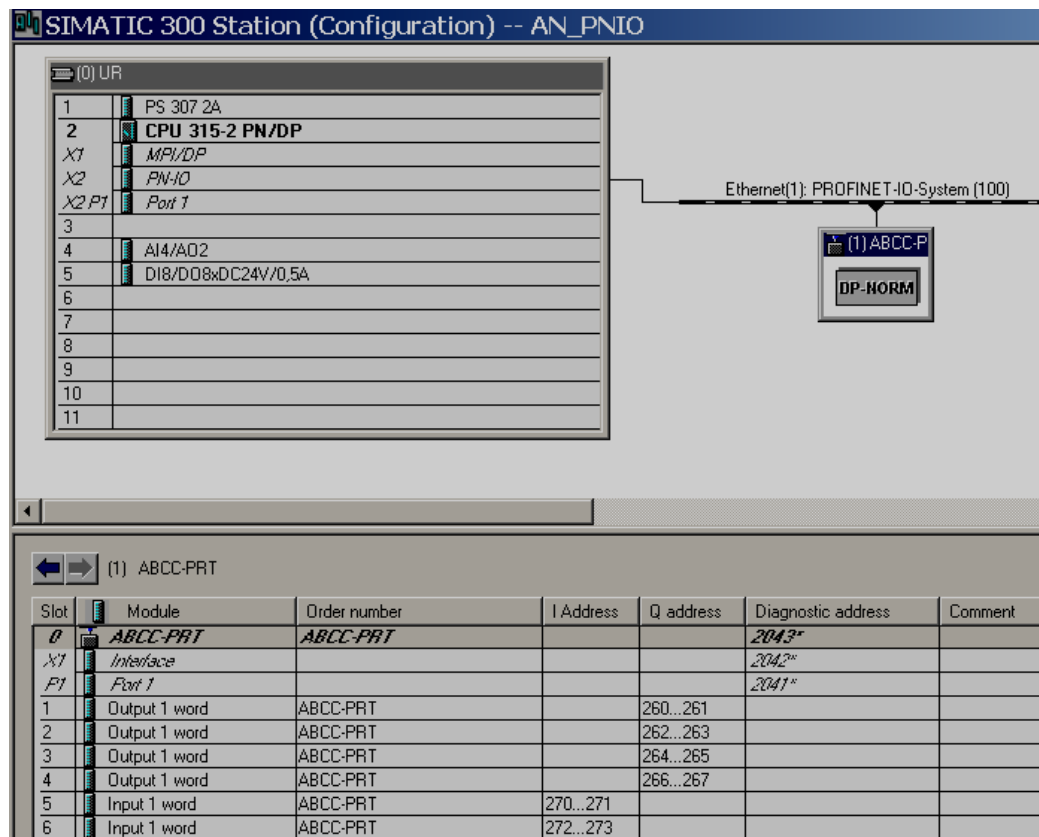 SIMATIC 300 Station (Configuration) -- AN_PNIO
(0) UR
1 PS 307 2A
2 CPU 315-2 PN/DP
X1 MPI/DP
X2 PN-IO
X2 P1 Port 1
3
4 AI4/AO2
5 DI8/DO8xDC24V/0,5A
6
7
8
9
10
11
Ethernet(1): PROFINET-IO-System (100)
(1) ABCC-P
DP-NORM
(1) ABCC-PRT
Slot Module Order number I Address Q address Diagnostic address Comment
0 ABCC-PRT ABCC-PRT 2043*
X1 Interface 2042*
P1 Port 1 2041*
1 Output 1 word ABCC-PRT 260...261
2 Output 1 word ABCC-PRT 262...263
3 Output 1 word ABCC-PRT 264...265
4 Output 1 word ABCC-PRT 266...267
5 Input 1 word ABCC-PRT 270...271
6 Input 1 word ABCC-PRT 272...273